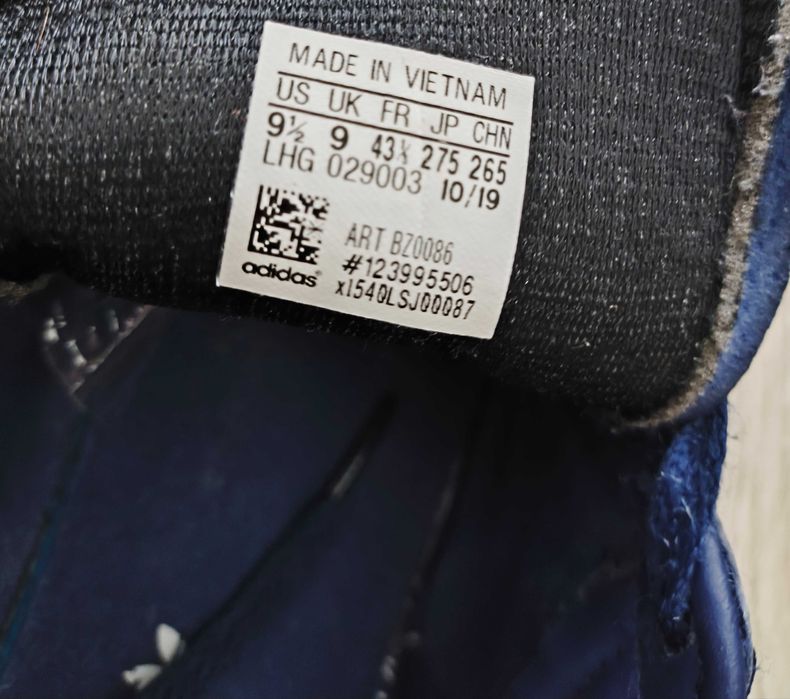 MADE IN VIETNAM
US UK FR JP CHN
9½ 9 43⅓ 275 265
LHG 029003 10/19
ART BZ0086
#123995506
adidas®
x1540LSJ00087